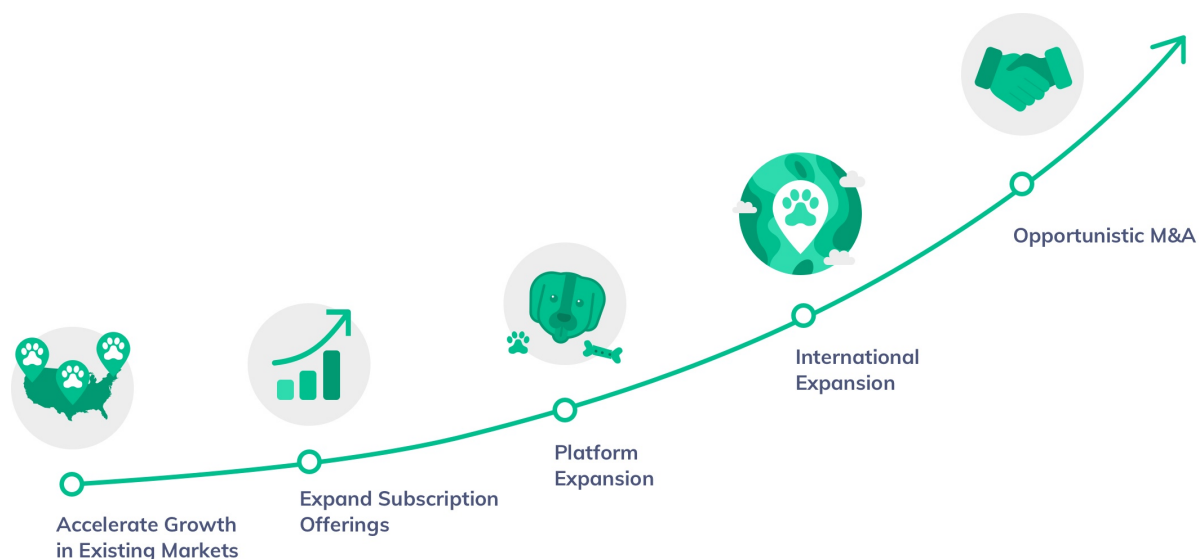 Accelerate Growth
in Existing Markets
Expand Subscription
Offerings
Platform
Expansion
International
Expansion
Opportunistic M&A